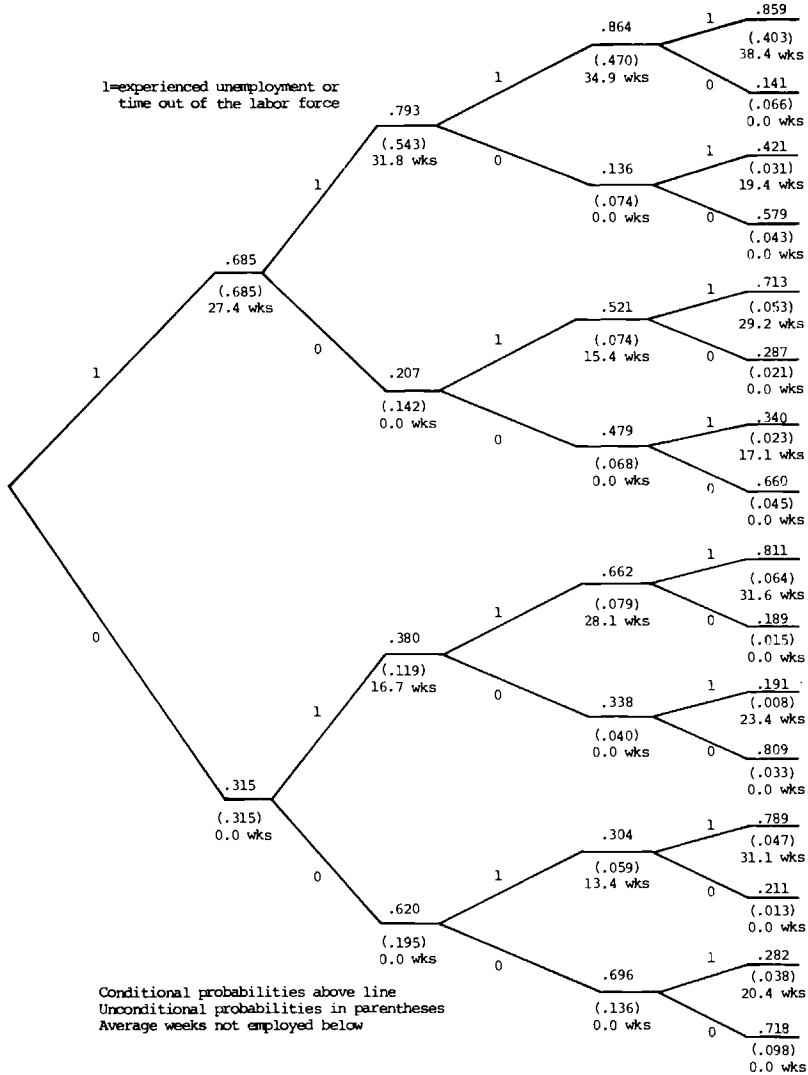 1 .859
.864
(.403)
(.470) 38.4 wks
1 34.9 wks .141
1=experienced unemployment or
time out of the labor force
0
(.066)
0.0 wks
.793
1 .421
(.543)
31.8 wks
0 .136
(.031)
19.4 wks
1
(.074)
0.0 wks
0 .579
(.043)
0.0 wks
.685
(.685)
27.4 wks
1 .713
.521
(.053)
29.2 wks
1
(.074)
15.4 wks
0 .287
0
(.021)
0.0 wks
1
.207
(.142)
0.0 wks
1 .340
0 .479
(.023)
17.1 wks
(.068)
0.0 wks
0 .660
(.045)
0.0 wks
1 .811
.662
(.064)
31.6 wks
1
(.079)
28.1 wks
0 .189
0
.380
(.015)
0.0 wks
(.119)
16.7 wks
1 .191
0 .338
(.008)
23.4 wks
1
(.040)
0.0 wks
0 .809
(.033)
0.0 wks
.315
(.315)
0.0 wks
1 .789
.304
(.047)
31.1 wks
1
(.059)
13.4 wks
0 .211
0
(.013)
0.0 wks
.620
(.195)
0.0 wks
1 .282
0 .696
(.038)
20.4 wks
(.136)
0.0 wks
0 .718
(.098)
0.0 wks
Conditional probabilities above line
Unconditional probabilities in parentheses
Average weeks not employed below